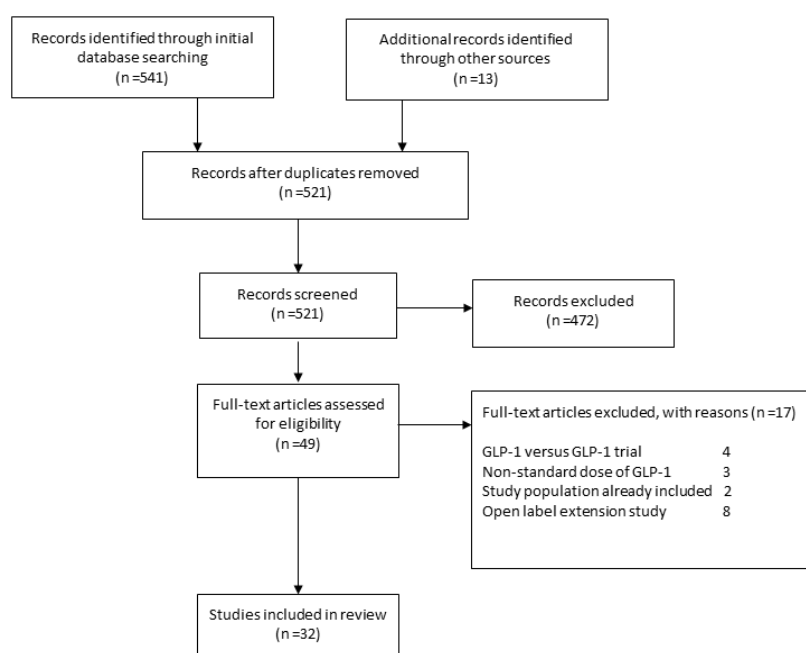 Records identified through initial
database searching
(n =541)
Additional records identified
through other sources
(n =13)
Records after duplicates removed
(n =521)
Records screened
(n =521)
Records excluded
(n =472)
Full-text articles assessed
for eligibility
(n =49)
Full-text articles excluded, with reasons (n =17)
GLP-1 versus GLP-1 trial 4
Non-standard dose of GLP-1 3
Study population already included 2
Open label extension study 8
Studies included in review
(n =32)